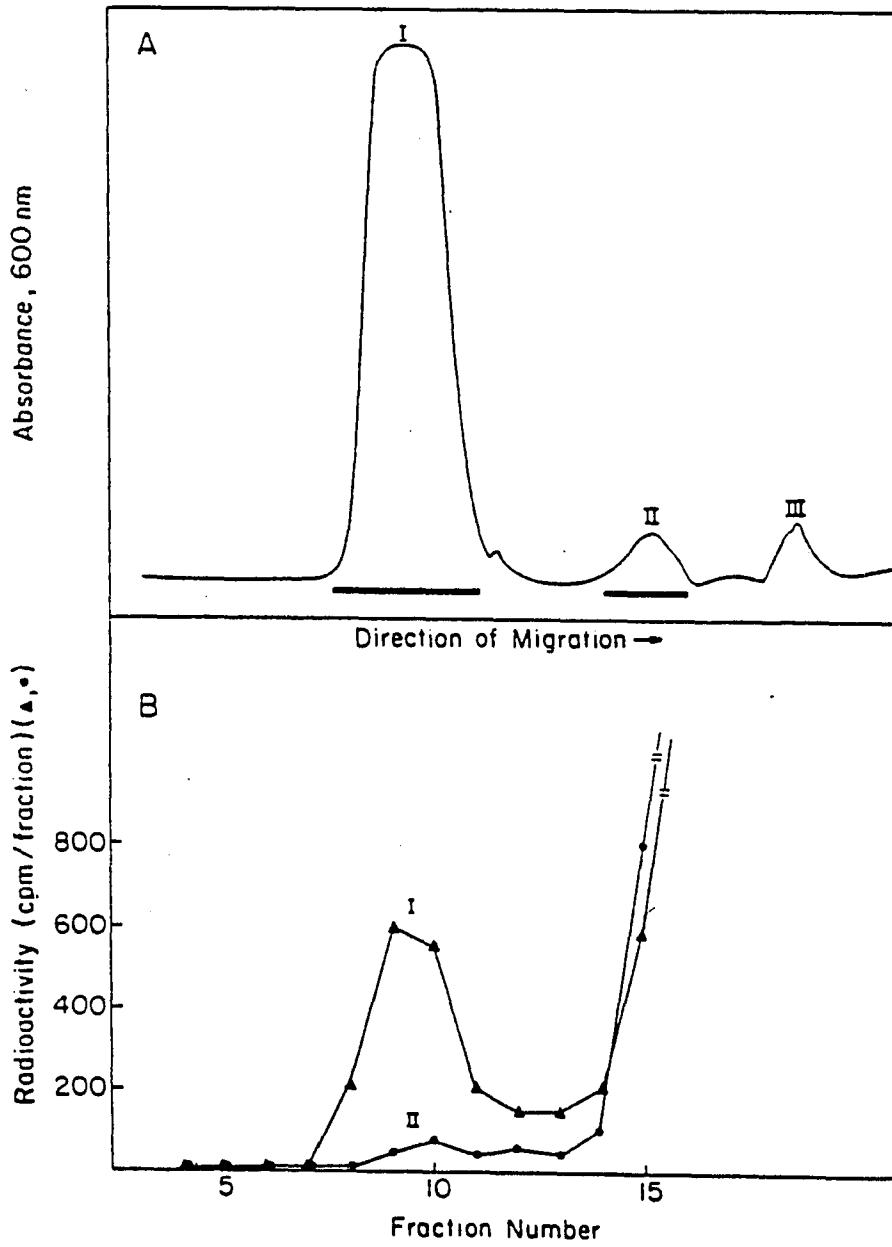 A
I
II
III
Absorbance, 600 nm
Direction of Migration →
B
Radioactivity (cpm/fraction)(▲,●)
800
600
400
200
I
II
5
10
15
Fraction Number